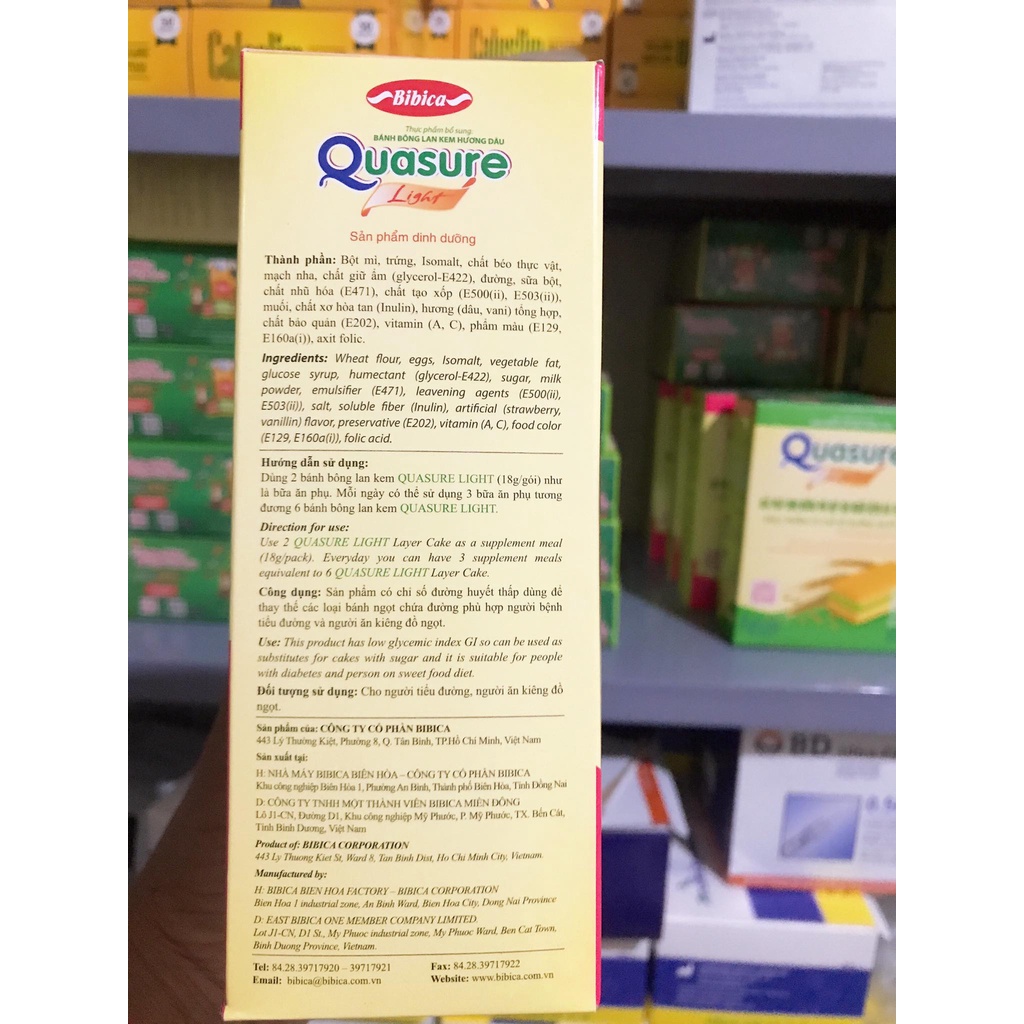 Bibica
Thực phẩm bổ sung:
BÁNH BÔNG LAN KEM HƯƠNG DÂU
Quasure
Light
Sản phẩm dinh dưỡng
Thành phần: Bột mì, trứng, Isomalt, chất béo thực vật,
mạch nha, chất giữ ẩm (glycerol-E422), đường, sữa bột,
chất nhũ hóa (E471), chất tạo xốp (E500(ii), E503(ii)),
muối, chất xơ hòa tan (Inulin), hương (dâu, vani) tổng hợp,
chất bảo quản (E202), vitamin (A, C), phẩm màu (E129,
E160a(i)), axit folic.
Ingredients: Wheat flour, eggs, Isomalt, vegetable fat,
glucose syrup, humectant (glycerol-E422), sugar, milk
powder, emulsifier (E471), leavening agents (E500(ii),
E503(ii)), salt, soluble fiber (Inulin), artificial (strawberry,
vanillin) flavor, preservative (E202), vitamin (A, C), food color
(E129, E160a(i)), folic acid.
Hướng dẫn sử dụng:
Dùng 2 bánh bông lan kem QUASURE LIGHT (18g/gói) như
là bữa ăn phụ. Mỗi ngày có thể sử dụng 3 bữa ăn phụ tương
đương 6 bánh bông lan kem QUASURE LIGHT.
Direction for use:
Use 2 QUASURE LIGHT Layer Cake as a supplement meal
(18g/pack). Everyday you can have 3 supplement meals
equivalent to 6 QUASURE LIGHT Layer Cake.
Công dụng: Sản phẩm có chỉ số đường huyết thấp dùng để
thay thế các loại bánh ngọt chứa đường phù hợp người bệnh
tiểu đường và người ăn kiêng đồ ngọt.
Use: This product has low glycemic index GI so can be used as
substitutes for cakes with sugar and it is suitable for people
with diabetes and person on sweet food diet.
Đối tượng sử dụng: Cho người tiểu đường, người ăn kiêng đồ
ngọt.
Sản phẩm của: CÔNG TY CỔ PHẦN BIBICA
443 Lý Thường Kiệt, Phường 8, Q. Tân Bình, TP.Hồ Chí Minh, Việt Nam
Sản xuất tại:
H: NHÀ MÁY BIBICA BIÊN HÒA – CÔNG TY CỔ PHẦN BIBICA
Khu công nghiệp Biên Hòa 1, Phường An Bình, Thành phố Biên Hòa, Tỉnh Đồng Nai
D: CÔNG TY TNHH MỘT THÀNH VIÊN BIBICA MIỀN ĐÔNG
Lô J1-CN, Đường D1, Khu công nghiệp Mỹ Phước, P. Mỹ Phước, TX. Bến Cát,
Tỉnh Bình Dương, Việt Nam
Product of: BIBICA CORPORATION
443 Ly Thuong Kiet St, Ward 8, Tan Binh Dist, Ho Chi Minh City, Vietnam.
Manufactured by:
H: BIBICA BIEN HOA FACTORY – BIBICA CORPORATION
Bien Hoa 1 industrial zone, An Binh Ward, Bien Hoa City, Dong Nai Province
D: EAST BIBICA ONE MEMBER COMPANY LIMITED.
Lot J1-CN, D1 St., My Phuoc industrial zone, My Phuoc Ward, Ben Cat Town,
Binh Duong Province, Vietnam.
Tel: 84.28.39717920 – 39717921 Fax: 84.28.39717922
Email: bibica@bibica.com.vn Website: www.bibica.com.vn
Quasure
BD